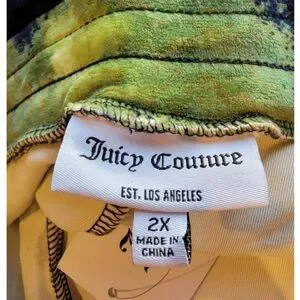 Juicy Couture
EST. LOS ANGELES
2X
MADE IN
CHINA